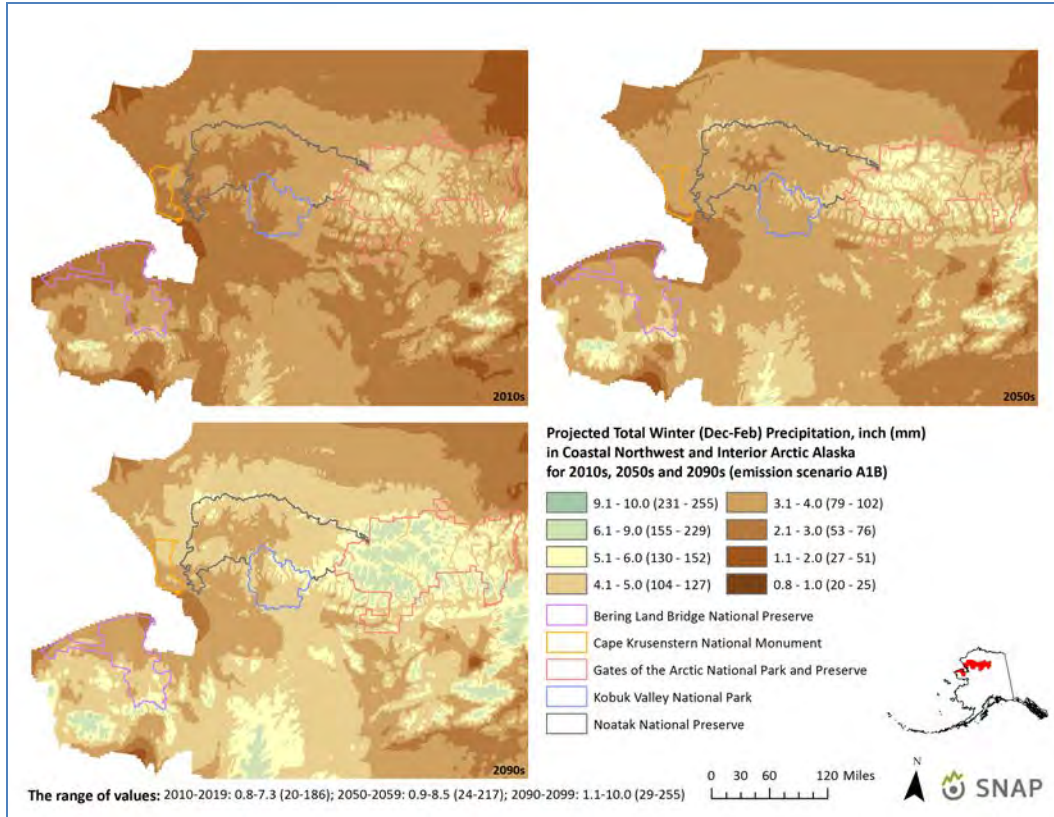 2010s
2050s
2090s
Projected Total Winter (Dec-Feb) Precipitation, inch (mm)
in Coastal Northwest and Interior Arctic Alaska
for 2010s, 2050s and 2090s (emission scenario A1B)
9.1 - 10.0 (231 - 255)
6.1 - 9.0 (155 - 229)
5.1 - 6.0 (130 - 152)
4.1 - 5.0 (104 - 127)
3.1 - 4.0 (79 - 102)
2.1 - 3.0 (53 - 76)
1.1 - 2.0 (27 - 51)
0.8 - 1.0 (20 - 25)
Bering Land Bridge National Preserve
Cape Krusenstern National Monument
Gates of the Arctic National Park and Preserve
Kobuk Valley National Park
Noatak National Preserve
0 30 60 120 Miles
N
SNAP
The range of values: 2010-2019: 0.8-7.3 (20-186); 2050-2059: 0.9-8.5 (24-217); 2090-2099: 1.1-10.0 (29-255)